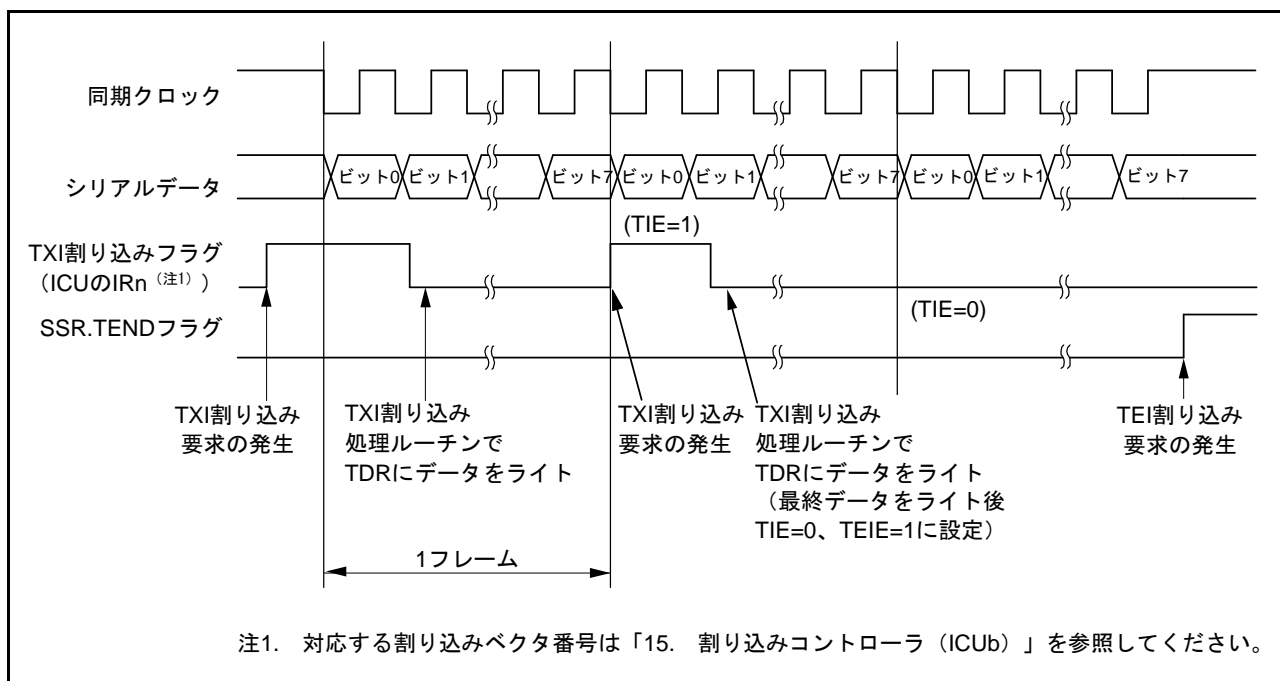 同期クロック
シリアルデータ
ビット0 ビット1 ビット7 ビット0 ビット1 ビット7 ビット0 ビット1 ビット7
(TIE=1)
TXI割り込みフラグ
（ICUのIRn（注1））
(TIE=0)
SSR.TENDフラグ
TXI割り込み
要求の発生
TXI割り込み
処理ルーチンで
TDRにデータをライト
TXI割り込み
要求の発生
TXI割り込み
処理ルーチンで
TDRにデータをライト
（最終データをライト後
TIE=0、TEIE=1に設定）
TEI割り込み
要求の発生
1フレーム
注1. 対応する割り込みベクタ番号は「15. 割り込みコントローラ（ICUb）」を参照してください。